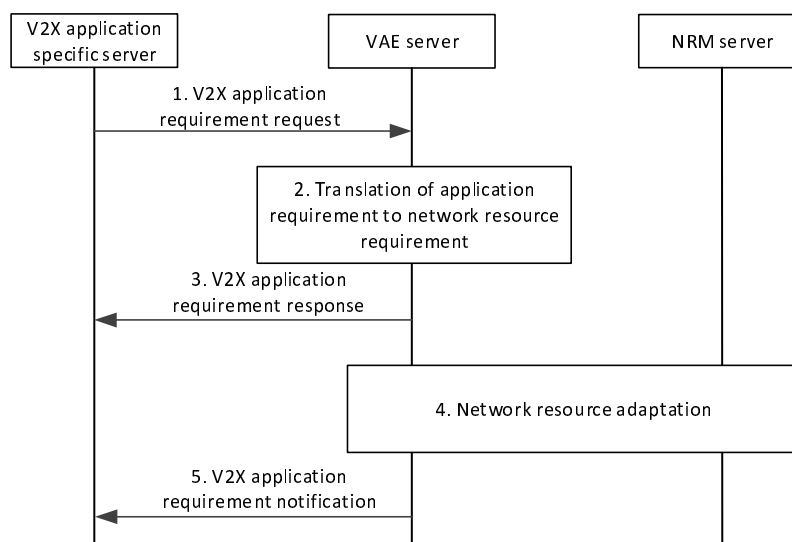 V2X application
specific server
VAE server
NRM server
1. V2X application
requirement request
2. Translation of application
requirement to network resource
requirement
3. V2X application
requirement response
4. Network resource adaptation
5. V2X application
requirement notification